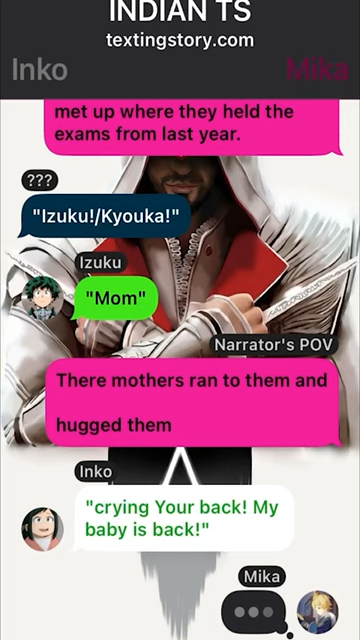 INDIAN TS
textingstory.com
Inko Mika
met up where they held the
exams from last year.
???
"Izuku!/Kyouka!"
Izuku
"Mom"
Narrator's POV
There mothers ran to them and
hugged them
Inko
"crying Your back! My
baby is back!"
Mika